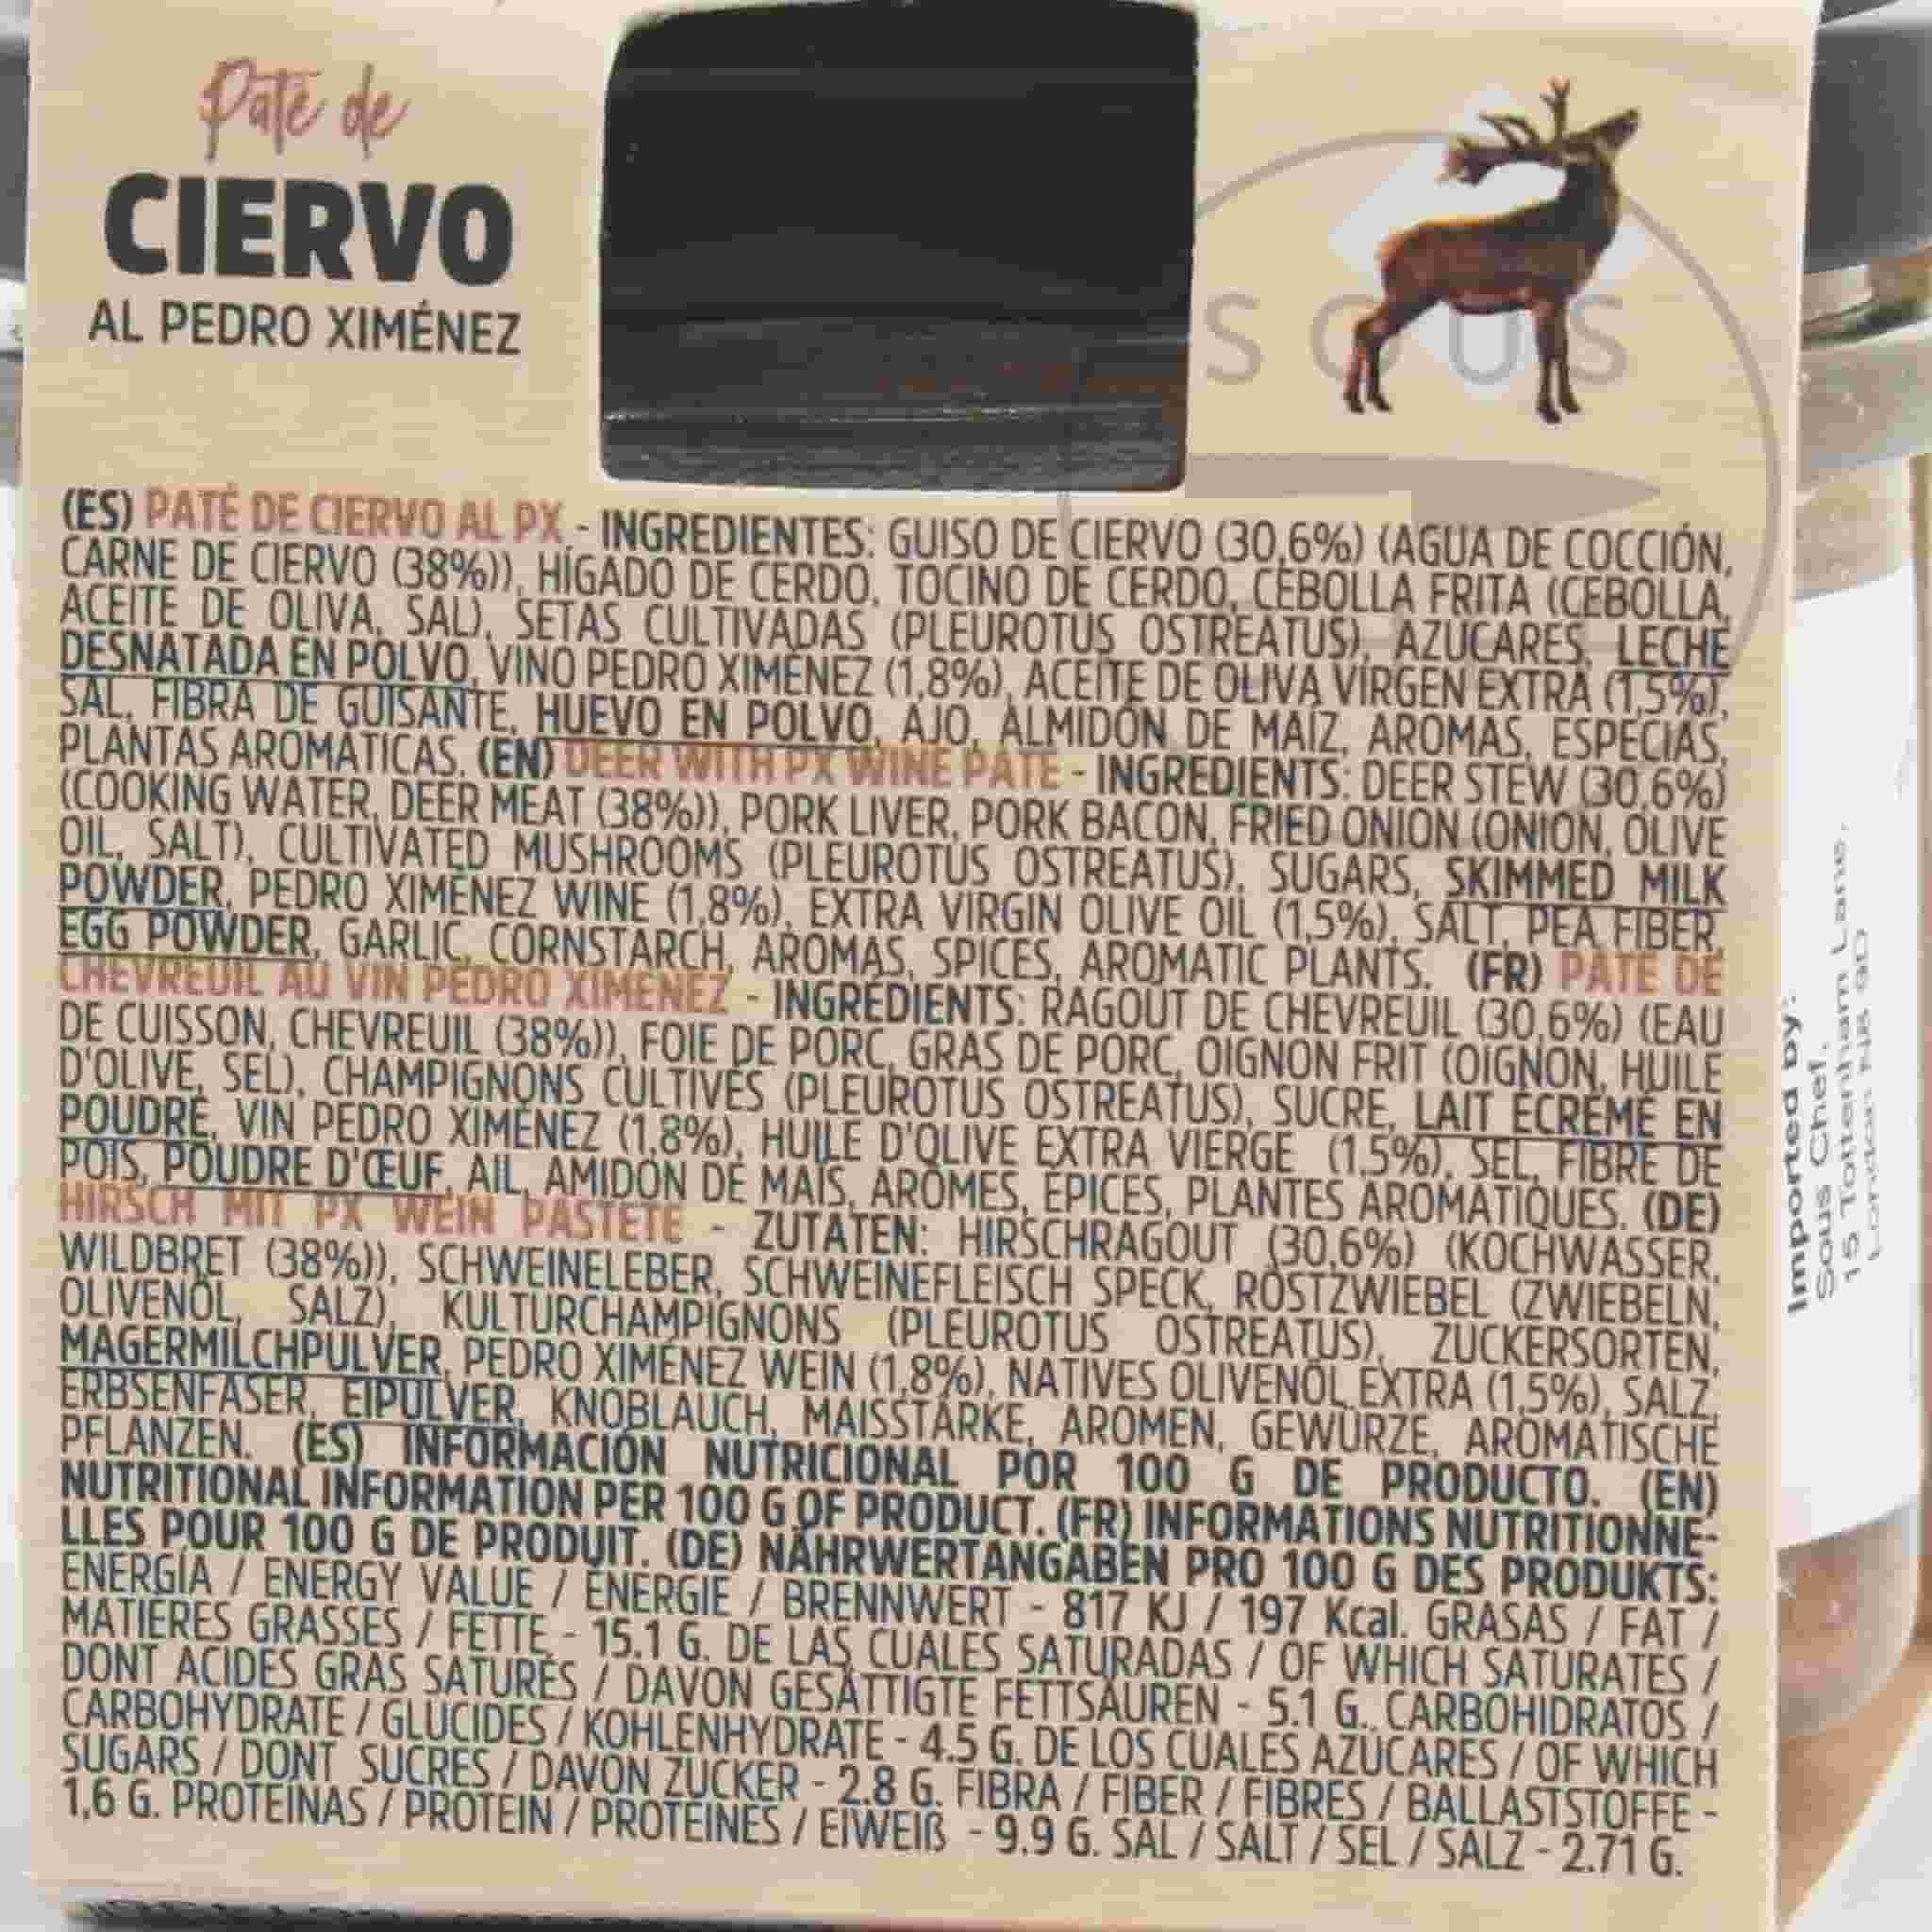 Paté de
CIERVO
AL PEDRO XIMÉNEZ
SOUS
(ES) PATÉ DE CIERVO AL PX - INGREDIENTES: GUISO DE CIERVO (30,6%) (AGUA DE COCCIÓN,
CARNE DE CIERVO (38%)), HÍGADO DE CERDO, TOCINO DE CERDO, CEBOLLA FRITA (CEBOLLA,
ACEITE DE OLIVA, SAL), SETAS CULTIVADAS (PLEUROTUS OSTREATUS), AZÚCARES, LECHE
DESNATADA EN POLVO, VINO PEDRO XIMÉNEZ (1,8%), ACEITE DE OLIVA VIRGEN EXTRA (1,5%),
SAL, FIBRA DE GUISANTE, HUEVO EN POLVO, AJO, ALMIDÓN DE MAÍZ, AROMAS, ESPECIAS,
PLANTAS AROMÁTICAS. (EN) DEER WITH PX WINE PATE - INGREDIENTS: DEER STEW (30,6%)
(COOKING WATER, DEER MEAT (38%)), PORK LIVER, PORK BACON, FRIED ONION (ONION, OLIVE
OIL, SALT), CULTIVATED MUSHROOMS (PLEUROTUS OSTREATUS), SUGARS, SKIMMED MILK
POWDER, PEDRO XIMÉNEZ WINE (1,8%), EXTRA VIRGIN OLIVE OIL (1,5%), SALT, PEA FIBER,
EGG POWDER, GARLIC, CORNSTARCH, AROMAS, SPICES, AROMATIC PLANTS. (FR) PATE DE
CHEVREUIL AU VIN PEDRO XIMENEZ - INGRÉDIENTS: RAGOUT DE CHEVREUIL (30,6%) (EAU
DE CUISSON, CHEVREUIL (38%)), FOIE DE PORC, GRAS DE PORC, OIGNON FRIT (OIGNON, HUILE
D'OLIVE, SEL), CHAMPIGNONS CULTIVÉS (PLEUROTUS OSTREATUS), SUCRE, LAIT ÉCRÉMÉ EN
POUDRE, VIN PEDRO XIMÉNEZ (1,8%), HUILE D'OLIVE EXTRA VIERGE (1,5%), SEL, FIBRE DE
POIS, POUDRE D'ŒUF, AIL, AMIDON DE MAÏS, ARÔMES, ÉPICES, PLANTES AROMATIQUES. (DE)
HIRSCH MIT PX WEIN PASTETE - ZUTATEN: HIRSCHRAGOUT (30,6%) (KOCHWASSER,
WILDBRET (38%)), SCHWEINELEBER, SCHWEINEFLEISCH SPECK, RÖSTZWIEBEL (ZWIEBELN,
OLIVENÖL, SALZ), KULTURCHAMPIGNONS (PLEUROTUS OSTREATUS), ZUCKERSORTEN,
MAGERMILCHPULVER, PEDRO XIMÉNEZ WEIN (1,8%), NATIVES OLIVENÖL EXTRA (1,5%), SALZ,
ERBSENFASER, EIPULVER, KNOBLAUCH, MAISSTÄRKE, AROMEN, GEWÜRZE, AROMATISCHE
PFLANZEN. (ES) INFORMACIÓN NUTRICIONAL POR 100 G DE PRODUCTO. (EN)
NUTRITIONAL INFORMATION PER 100 G OF PRODUCT. (FR) INFORMATIONS NUTRITIONNE-
LLES POUR 100 G DE PRODUIT. (DE) NÄHRWERTANGABEN PRO 100 G DES PRODUKTS:
ENERGÍA / ENERGY VALUE / ÉNERGIE / BRENNWERT - 817 KJ / 197 Kcal. GRASAS / FAT /
MATIÈRES GRASSES / FETTE - 15.1 G. DE LAS CUALES SATURADAS / OF WHICH SATURATES /
DONT ACIDES GRAS SATURÉS / DAVON GESÄTTIGTE FETTSÄUREN - 5.1 G. CARBOHIDRATOS /
CARBOHYDRATE / GLUCIDES / KOHLENHYDRATE - 4.5 G. DE LOS CUALES AZÚCARES / OF WHICH
SUGARS / DONT SUCRES / DAVON ZUCKER - 2.8 G. FIBRA / FIBER / FIBRES / BALLASTSTOFFE -
1,6 G. PROTEÍNAS / PROTEIN / PROTÉINES / EIWEIß - 9.9 G. SAL / SALT / SEL / SALZ - 2.71 G.
Imported by:
Sous Chef,
15 Tottenham Lane,
London N8 9D